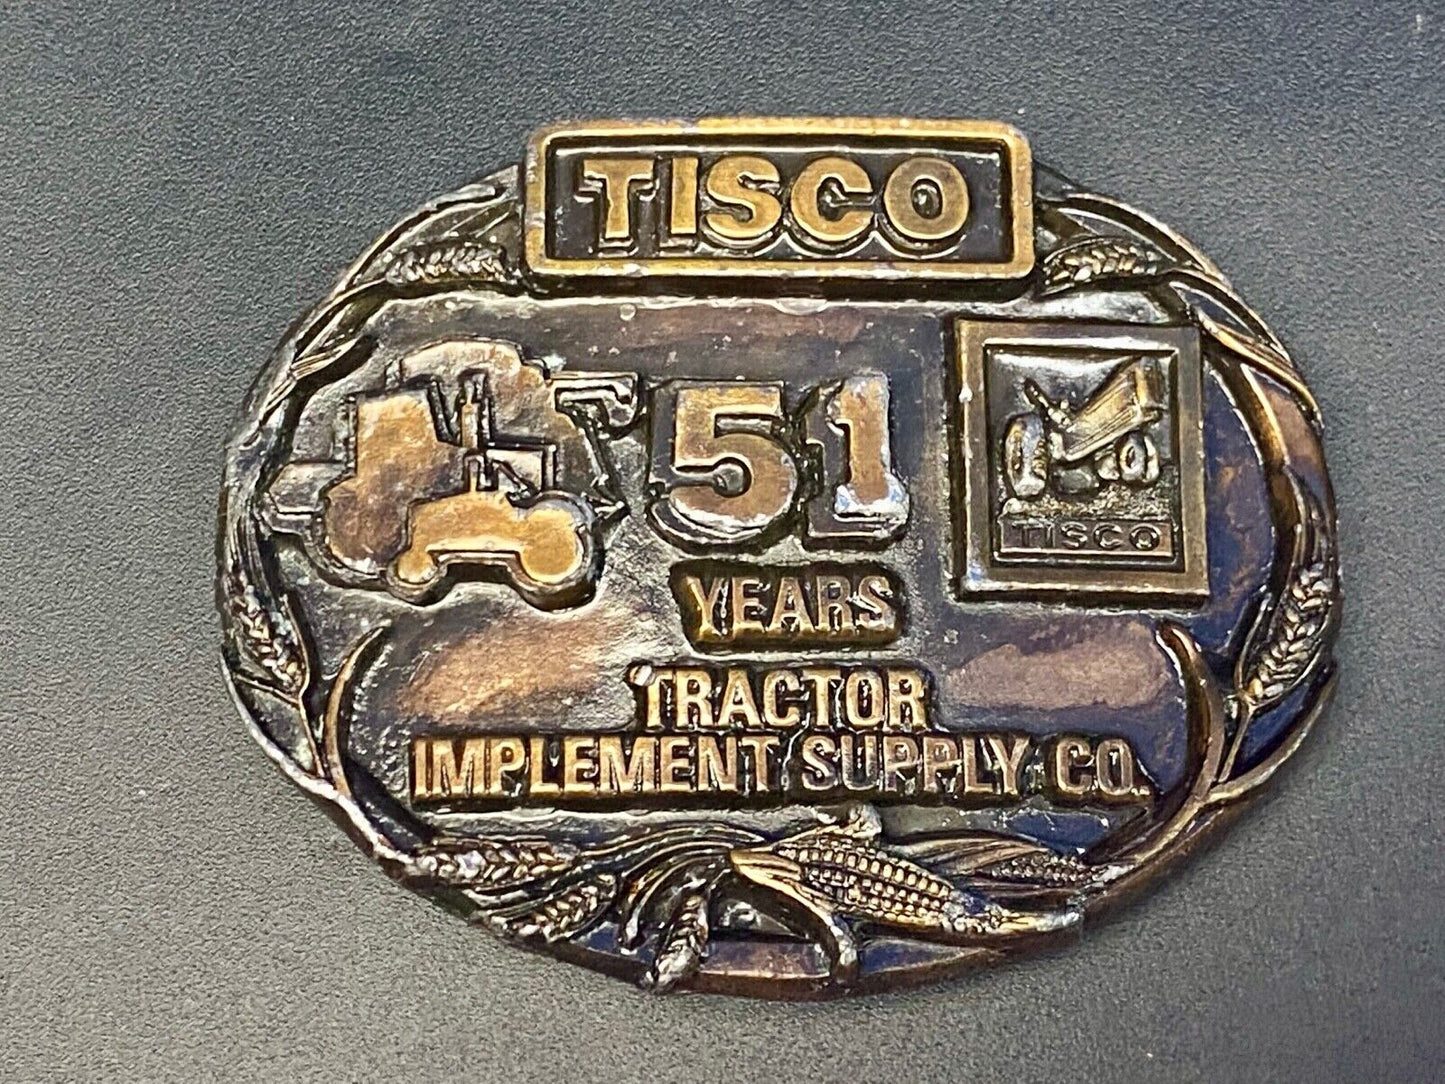 TISCO
51
YEARS
TRACTOR
IMPLEMENT SUPPLY CO.
TISCO